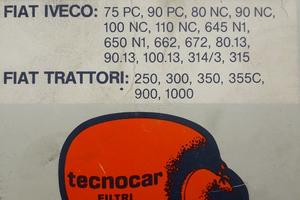 FIAT IVECO: 75 PC, 90 PC, 80 NC, 90 NC,
100 NC, 110 NC, 645 N1,
650 N1, 662, 672, 80.13,
90.13, 100.13, 314/3, 315
FIAT TRATTORI: 250, 300, 350, 355C,
900, 1000
tecnocar
FILTRI